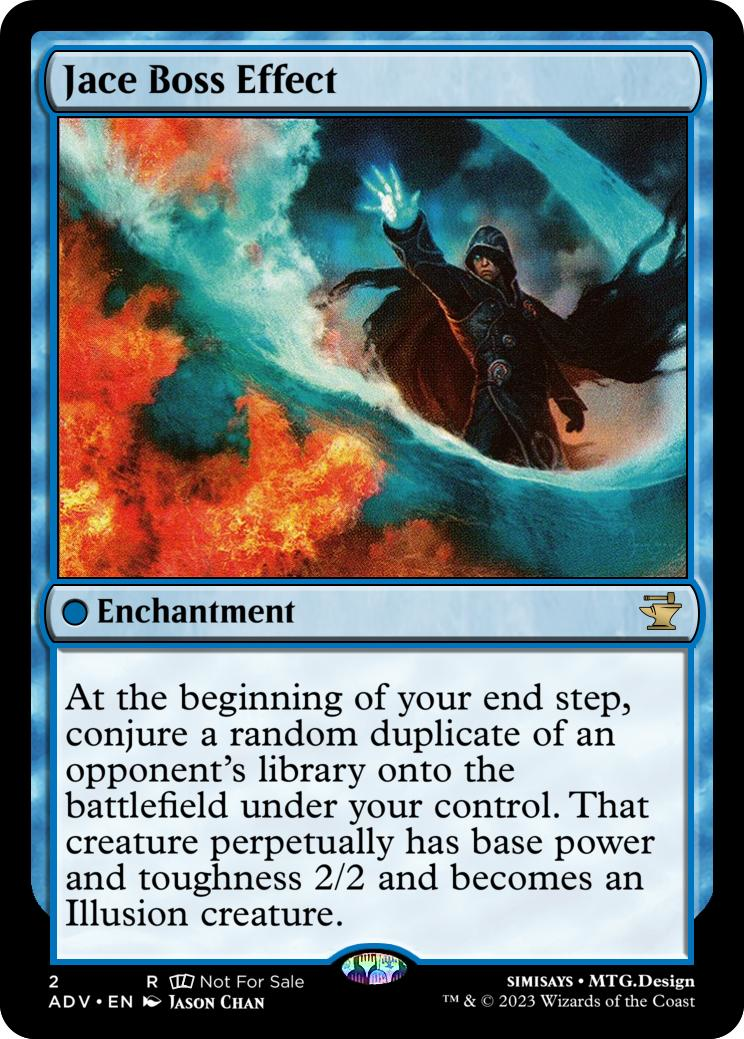 Jace Boss Effect
Enchantment
At the beginning of your end step,
conjure a random duplicate of an
opponent's library onto the
battlefield under your control. That
creature perpetually has base power
and toughness 2/2 and becomes an
Illusion creature.
2 R Not For Sale
ADV • EN Jason Chan
simisays • MTG.Design
™ & © 2023 Wizards of the Coast